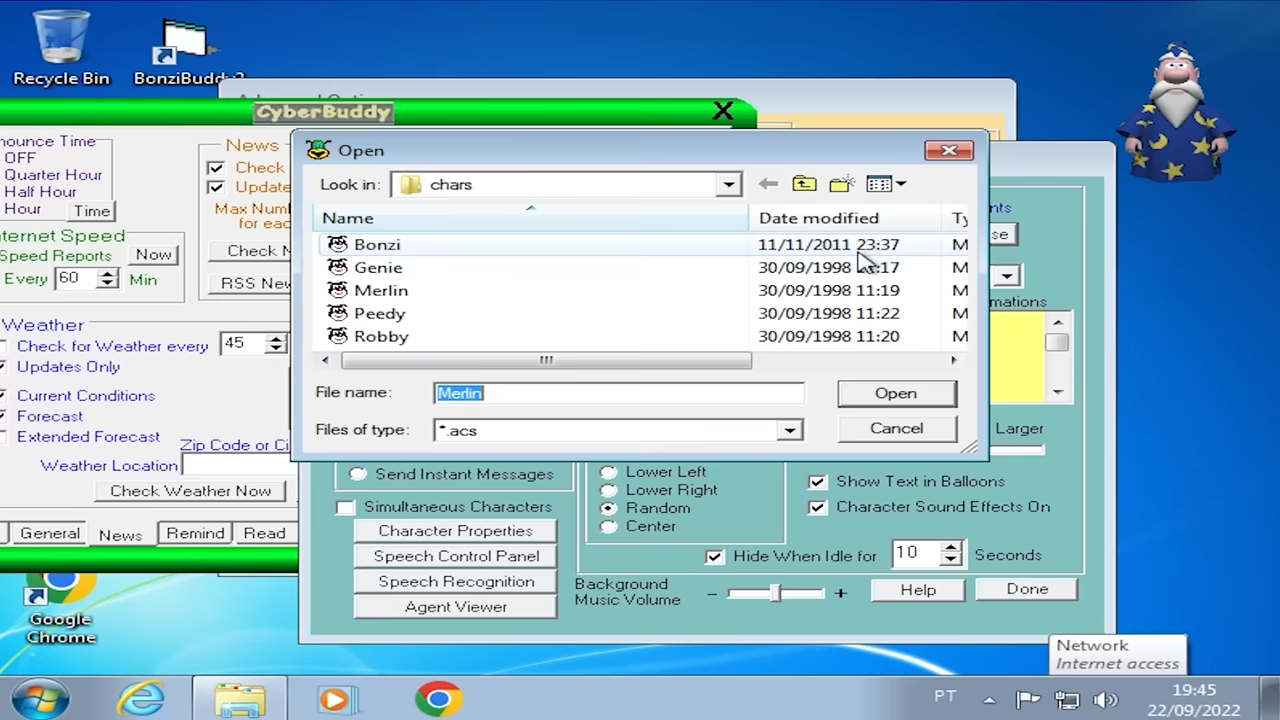 Recycle Bin
BonziBuddy
CyberBuddy
X
ounce Time
OFF
Quarter Hour
Half Hour
Hour
Time
nternet Speed
Speed Reports
Now
Every
60
Min
Weather
Check for Weather every
45
Updates Only
Current Conditions
Forecast
Extended Forecast
Zip Code or Ci
Weather Location
Check Weather Now
General
News
Remind
Read
News
Check
Update
Max Num
for eac
Check N
RSS New
Open
Look in:
chars
Name
Date modified
Ty
Bonzi
11/11/2011 23:37
M
Genie
30/09/1998 :17
M
Merlin
30/09/1998 11:19
M
Peedy
30/09/1998 11:22
M
Robby
30/09/1998 11:20
M
File name:
Merlin
Open
Files of type:
*.acs
Cancel
nts
se
mations
Larger
Send Instant Messages
Simultaneous Characters
Character Properties
Speech Control Panel
Speech Recognition
Agent Viewer
Lower Left
Lower Right
Random
Center
Show Text in Balloons
Character Sound Effects On
Hide When Idle for
10
Seconds
Background
Music Volume
-
+
Help
Done
Google
Chrome
Network
Internet access
PT
19:45
22/09/2022